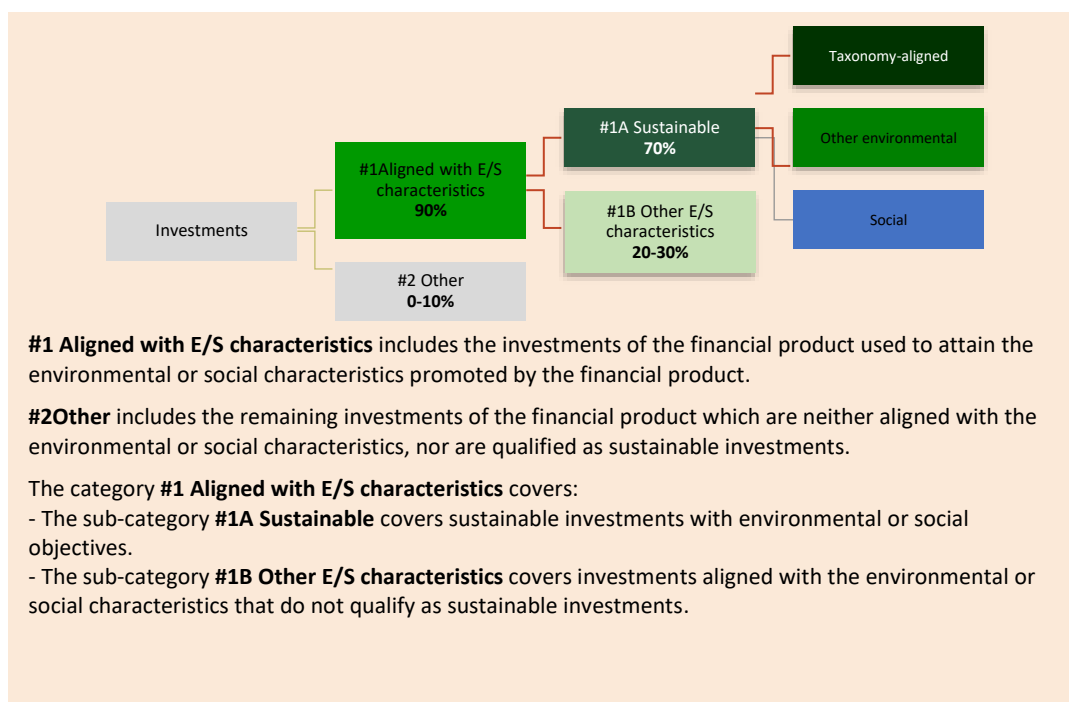 Taxonomy-aligned
#1A Sustainable
70%
Other environmental
#1Aligned with E/S
characteristics
90%
#1B Other E/S
characteristics
20-30%
Social
Investments
#2 Other
0-10%
#1 Aligned with E/S characteristics includes the investments of the financial product used to attain the
environmental or social characteristics promoted by the financial product.
#2Other includes the remaining investments of the financial product which are neither aligned with the
environmental or social characteristics, nor are qualified as sustainable investments.
The category #1 Aligned with E/S characteristics covers:
- The sub-category #1A Sustainable covers sustainable investments with environmental or social
objectives.
- The sub-category #1B Other E/S characteristics covers investments aligned with the environmental or
social characteristics that do not qualify as sustainable investments.